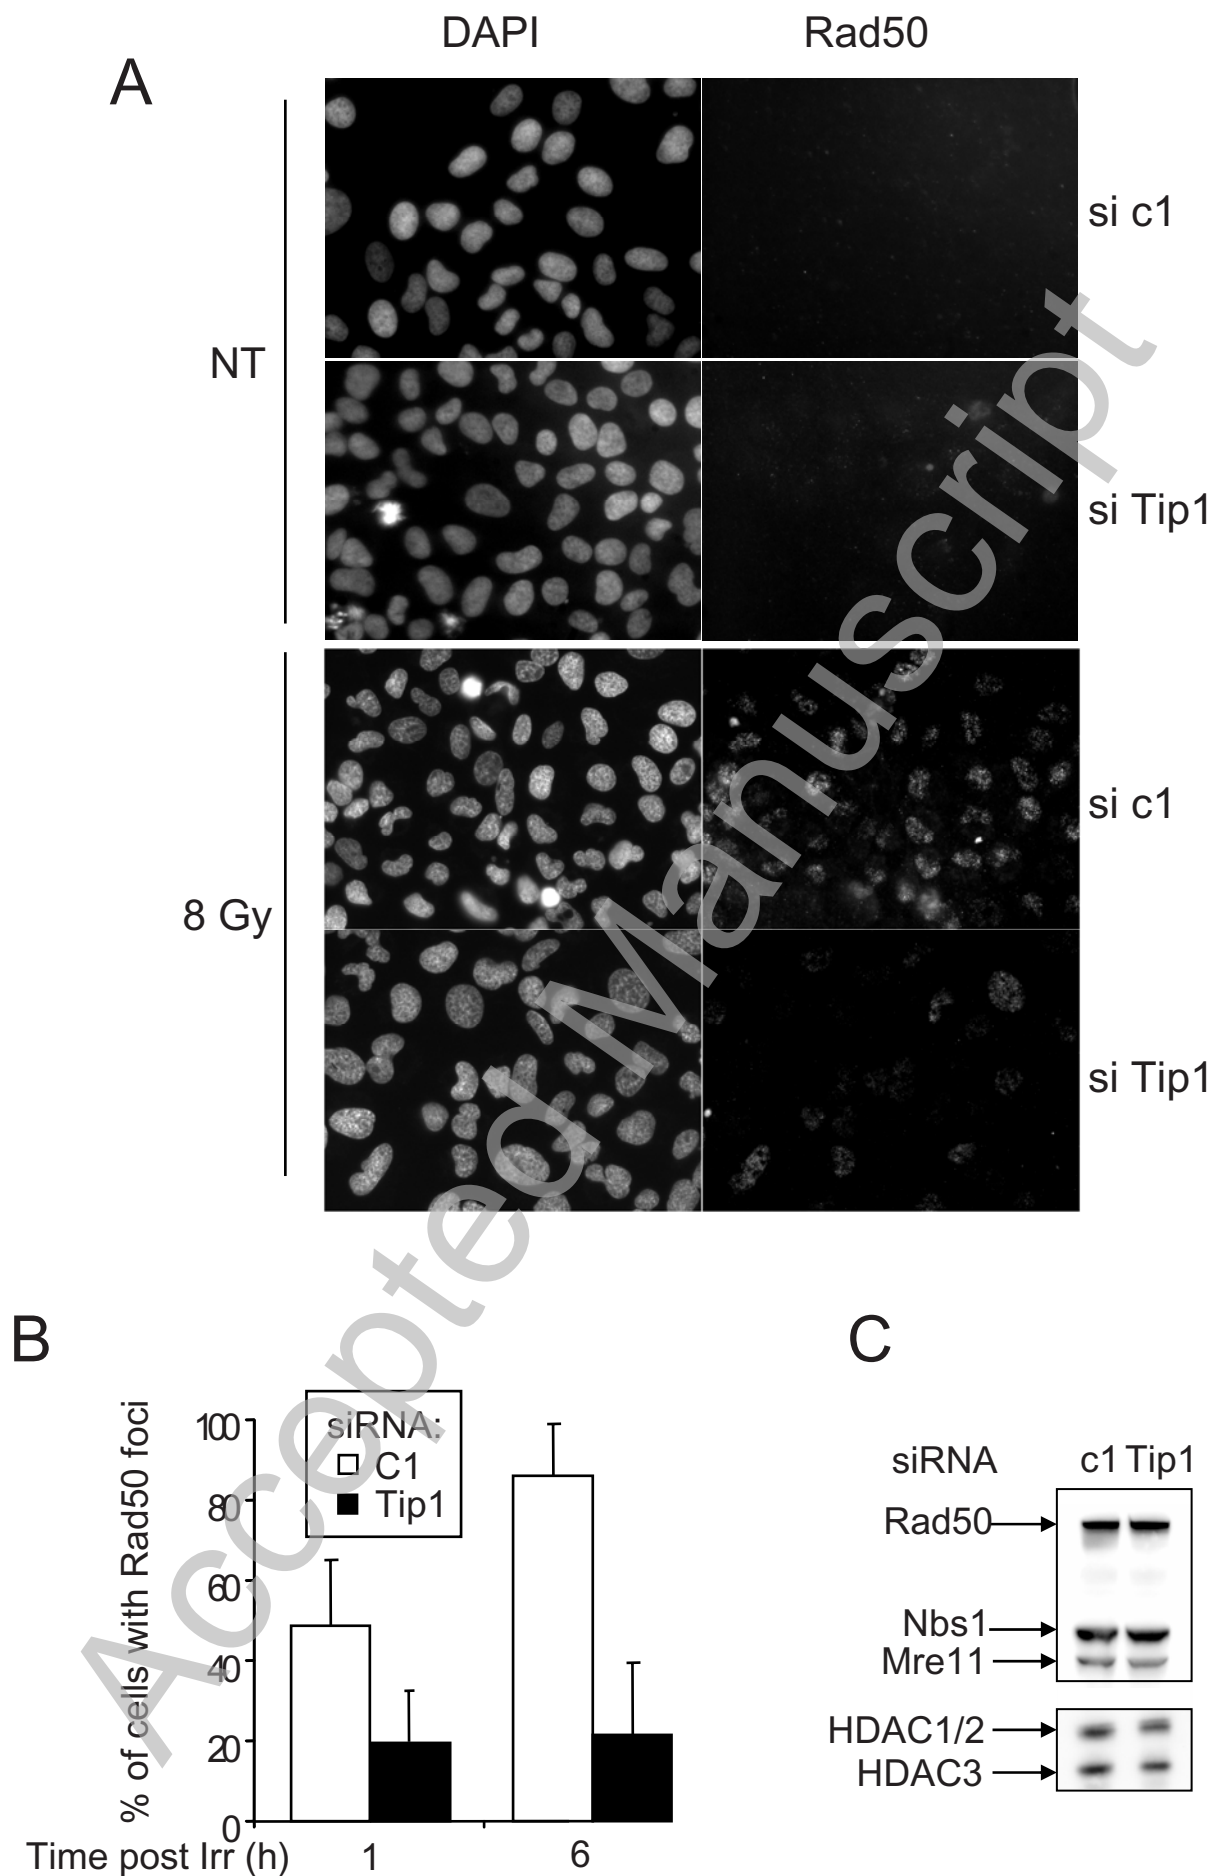 DAPI Rad50
A
si c1
NT
si Tip1
si c1
8 Gy
si Tip1
Accepted Manuscript
B
% of cells with Rad50 foci
100
80
60
40
20
0
siRNA:
C1
Tip1
Time post Irr (h) 1 6
C
siRNA c1 Tip1
Rad50
Nbs1
Mre11
HDAC1/2
HDAC3